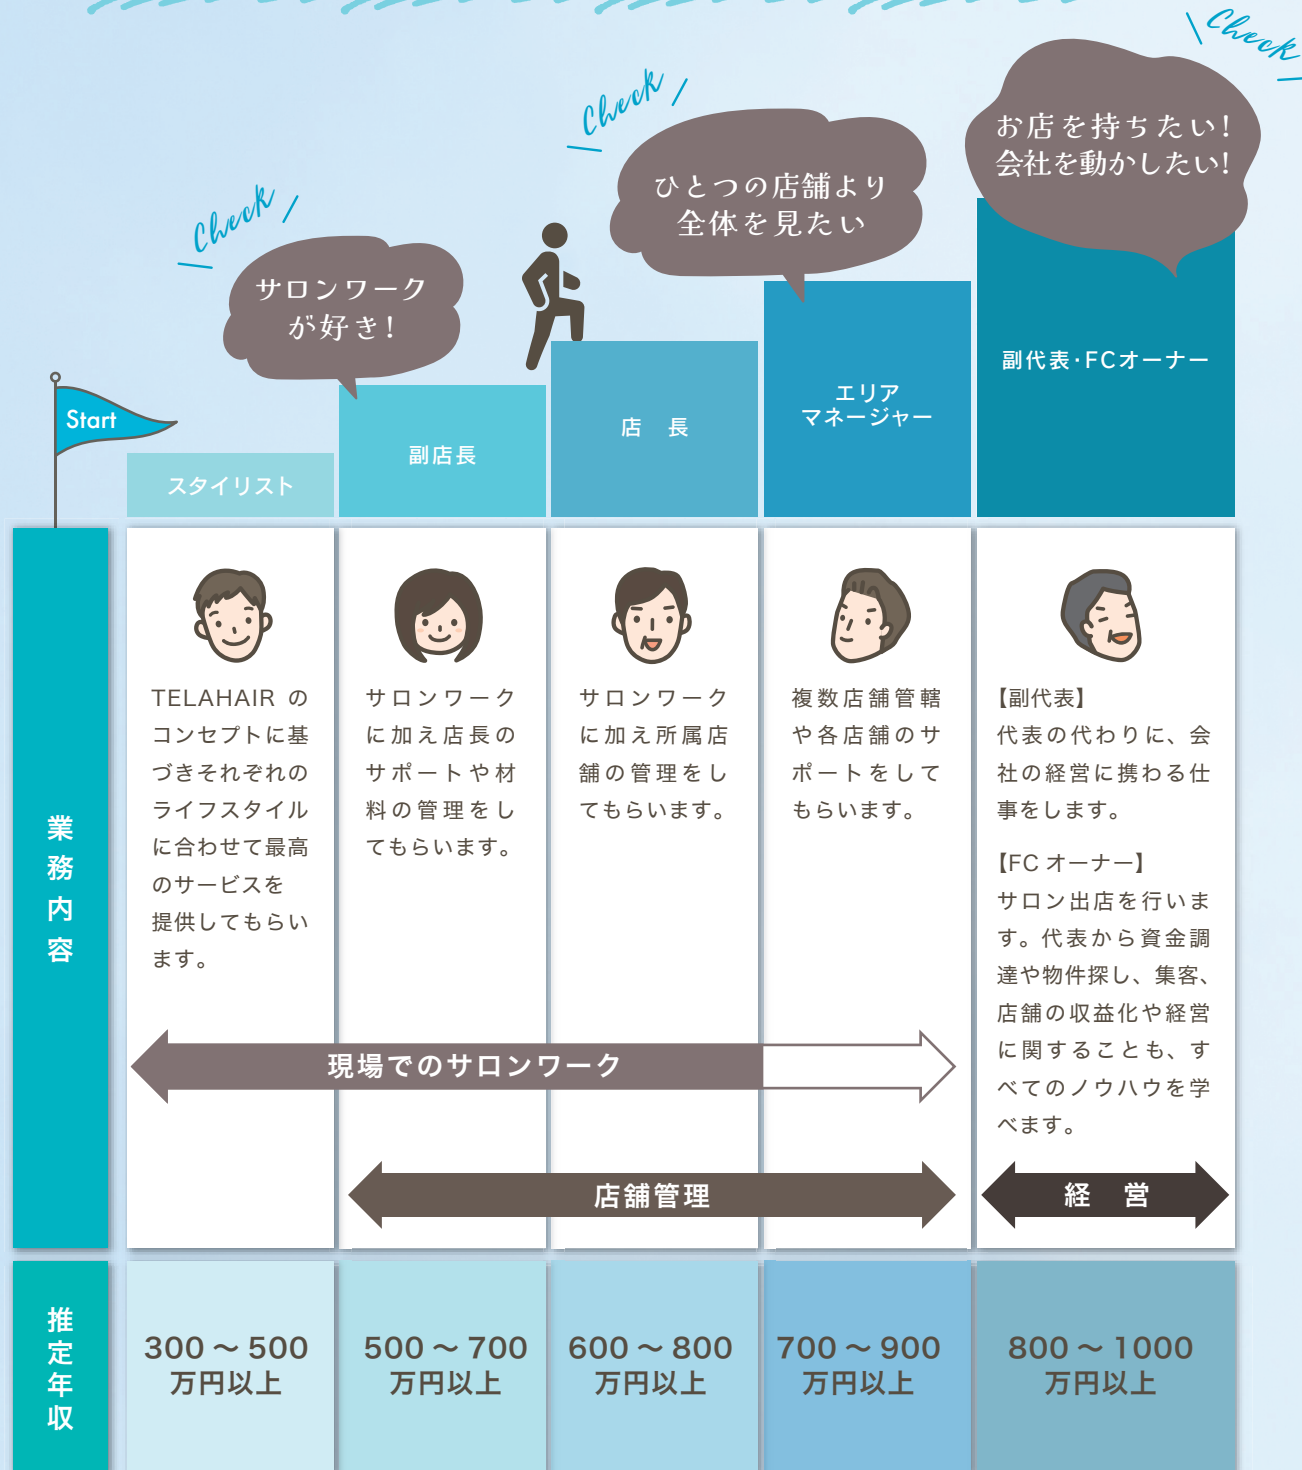 Check
お店を持ちたい！
会社を動かしたい！
Check
ひとつの店舗より
全体を見たい
Check
サロンワーク
が好き！
Start
スタイリスト
副店長
店　長
エリア
マネージャー
副代表・FCオーナー
業務内容
TELAHAIR の
コンセプトに基
づきそれぞれの
ライフスタイル
に合わせて最高
のサービスを
提供してもらい
ます。
サロンワーク
に加え店長の
サポートや材
料の管理をし
てもらいます。
サロンワーク
に加え所属店
舗の管理をし
てもらいます。
複数店舗管轄
や各店舗のサ
ポートをして
もらいます。
【副代表】
代表の代わりに、会
社の経営に携わる仕
事をします。
【FC オーナー】
サロン出店を行いま
す。代表から資金調
達や物件探し、集客、
店舗の収益化や経営
に関することも、す
べてのノウハウを学
べます。
現場でのサロンワーク
店舗管理
経　営
推定年収
300 〜 500
万円以上
500 〜 700
万円以上
600 〜 800
万円以上
700 〜 900
万円以上
800 〜 1000
万円以上